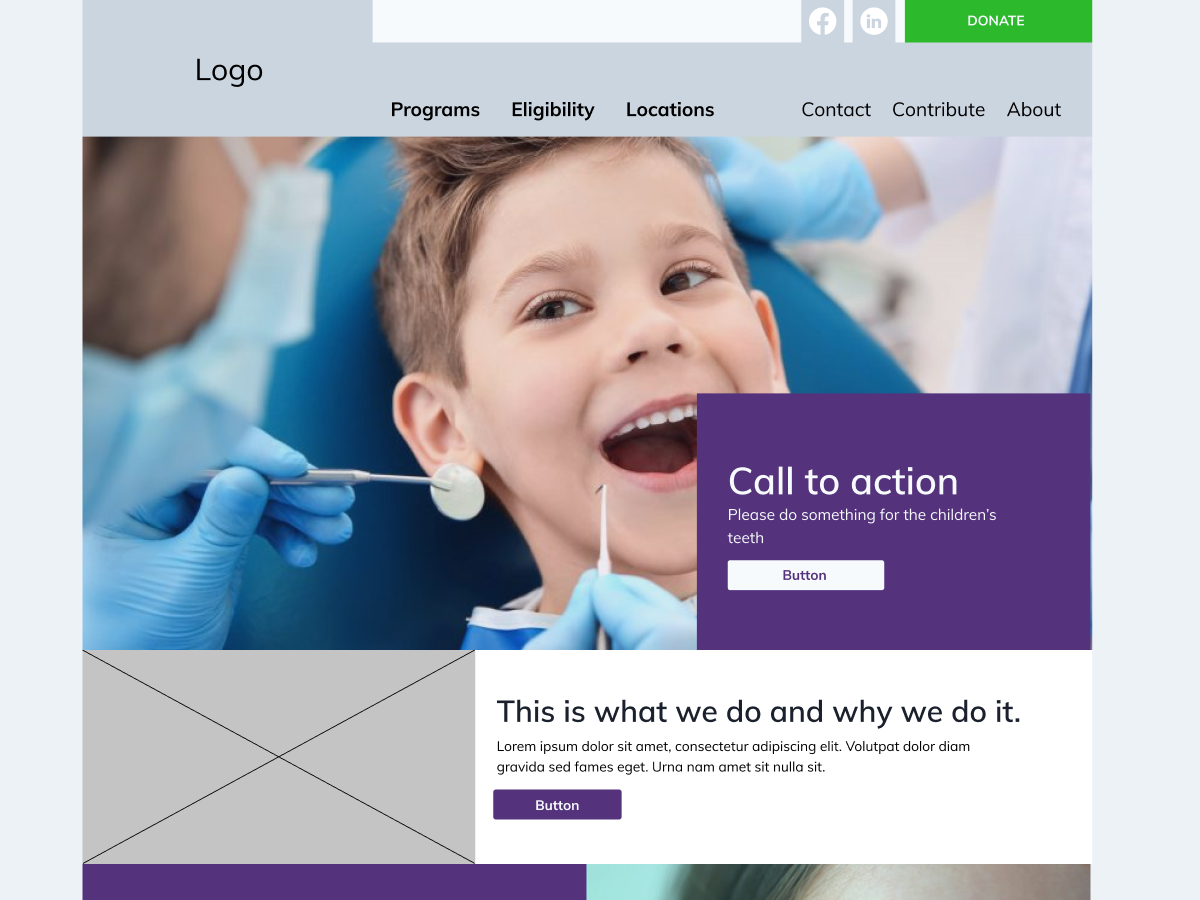 DONATE
Logo
Programs Eligibility Locations Contact Contribute About
Call to action
Please do something for the children’s
teeth
Button
This is what we do and why we do it.
Lorem ipsum dolor sit amet, consectetur adipiscing elit. Volutpat dolor diam
gravida sed fames eget. Urna nam amet sit nulla sit.
Button